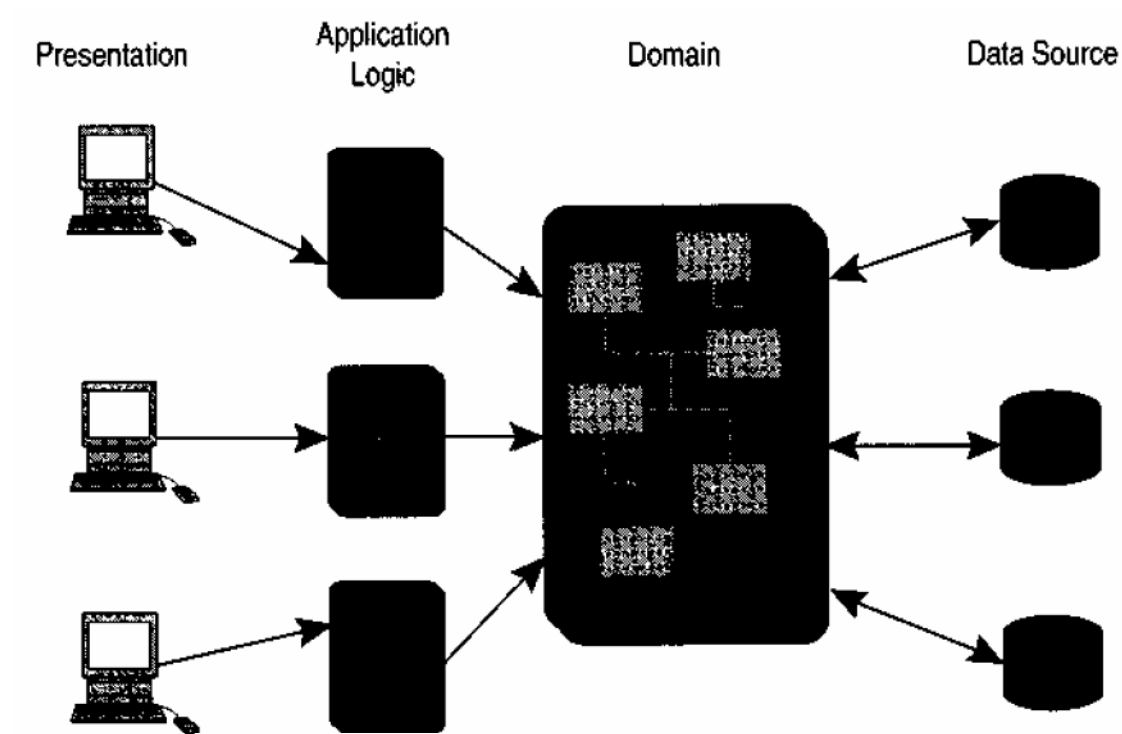 Presentation
Application
Logic
Domain
Data Source